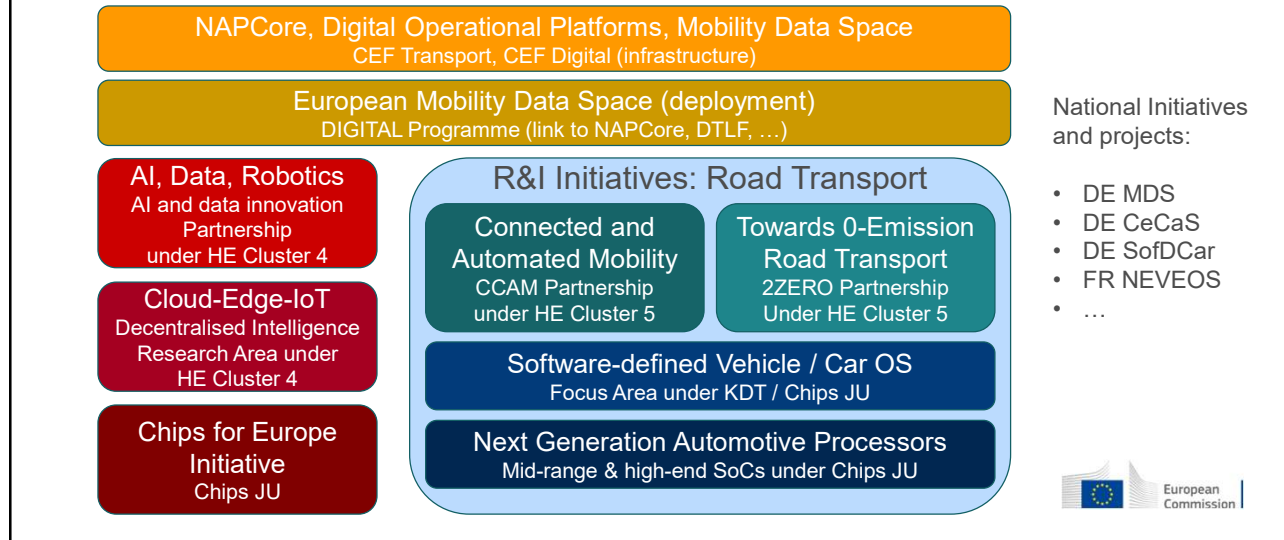 NAPCore, Digital Operational Platforms, Mobility Data Space
CEF Transport, CEF Digital (infrastructure)
European Mobility Data Space (deployment)
DIGITAL Programme (link to NAPCore, DTLF, …)
AI, Data, Robotics
AI and data innovation
Partnership
under HE Cluster 4
Cloud-Edge-IoT
Decentralised Intelligence
Research Area under
HE Cluster 4
Chips for Europe
Initiative
Chips JU
R&I Initiatives: Road Transport
Connected and
Automated Mobility
CCAM Partnership
under HE Cluster 5
Towards 0-Emission
Road Transport
2ZERO Partnership
Under HE Cluster 5
Software-defined Vehicle / Car OS
Focus Area under KDT / Chips JU
Next Generation Automotive Processors
Mid-range & high-end SoCs under Chips JU
National Initiatives
and projects:
• DE MDS
• DE CeCaS
• DE SofDCar
• FR NEVEOS
• …
European
Commission